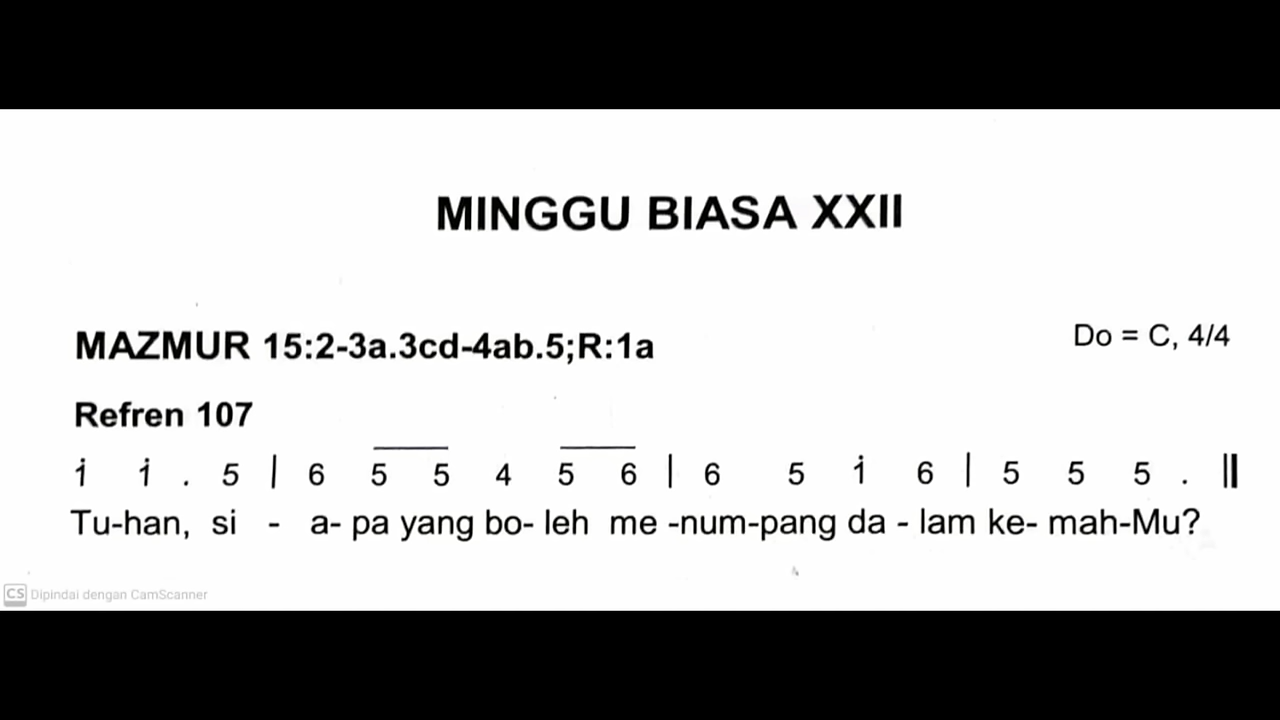 MINGGU BIASA XXII
MAZMUR 15:2-3a.3cd-4ab.5;R:1a
Do = C, 4/4
Refren 107
i i . 5 | 6 5 5 4 5 6 | 6 5 i 6 | 5 5 5 . ||
Tu-han, si - a- pa yang bo- leh me -num-pang da - lam ke- mah-Mu?
CS Dipindai dengan CamScanner